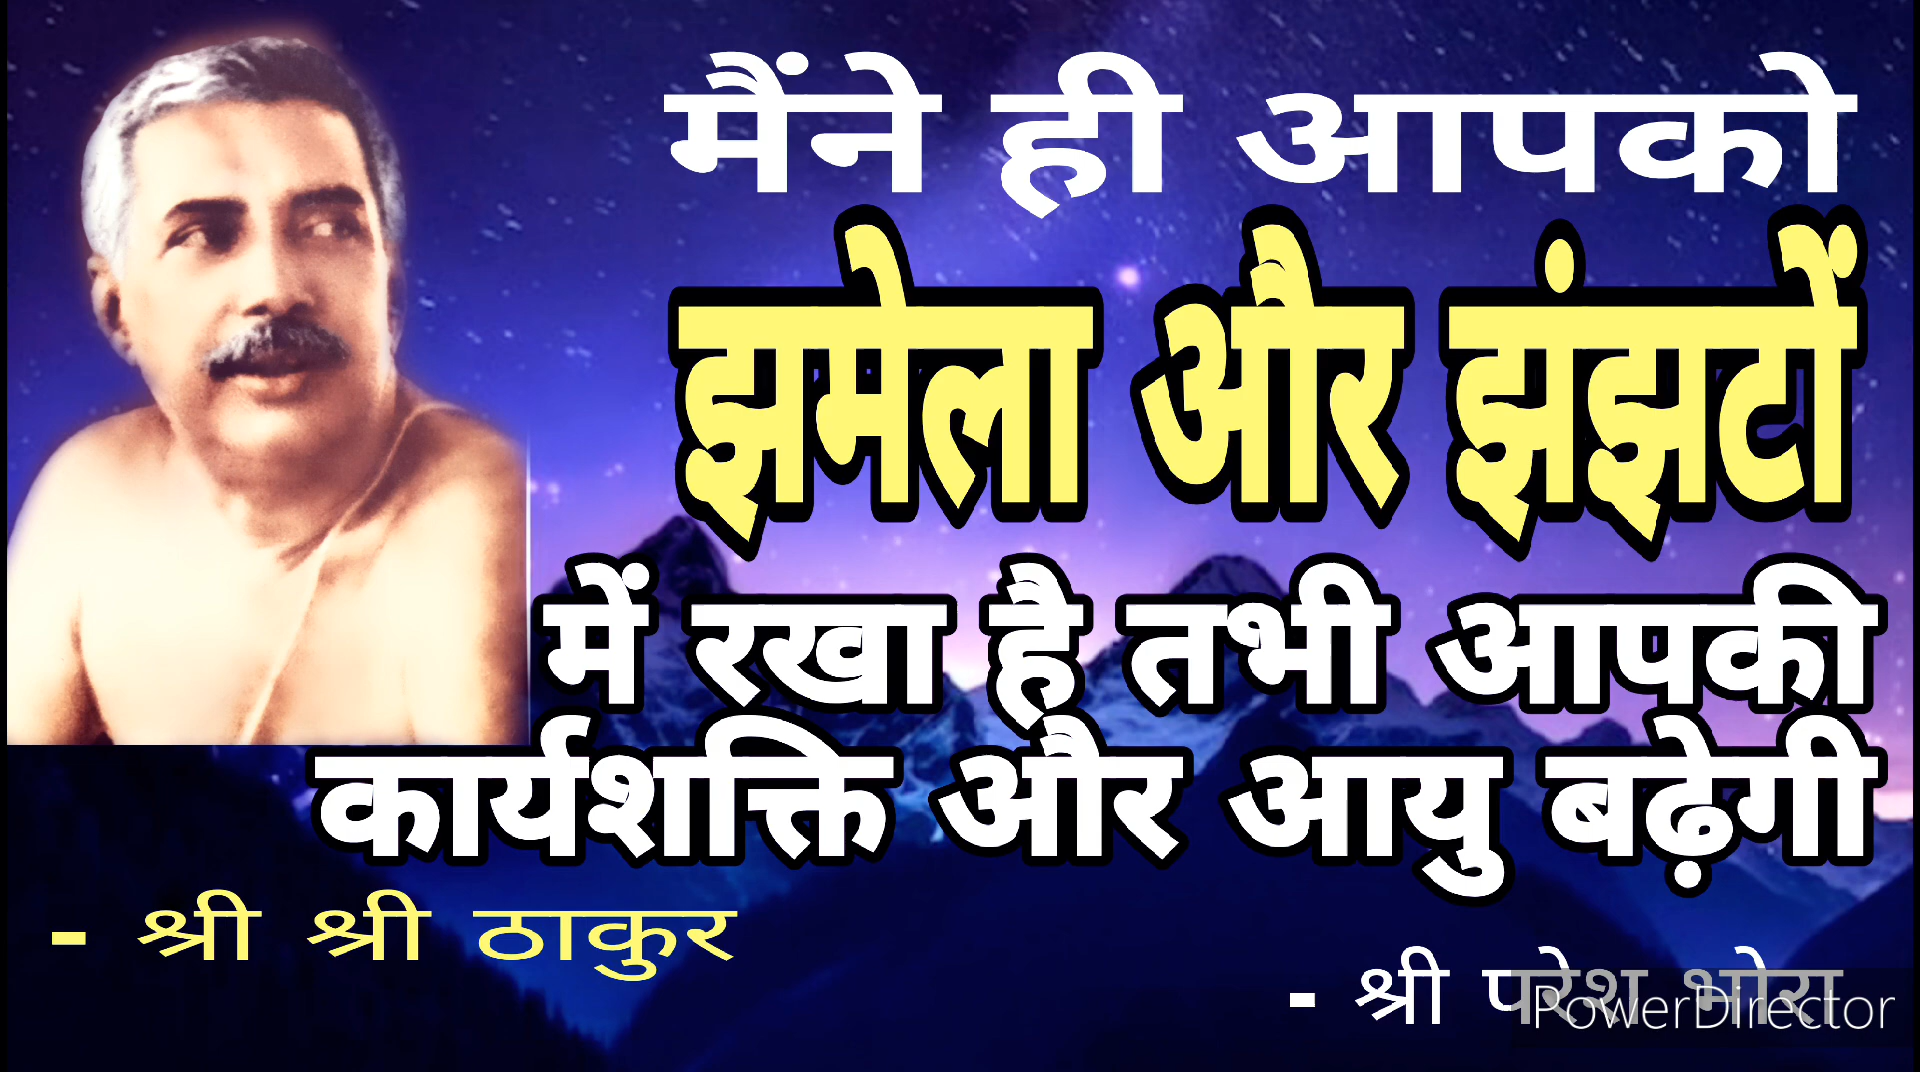 मैंने ही आपको
झमेला और झंझटों
में रखा है तभी आपकी
कार्यशक्ति और आयु बढ़ेगी
- श्री श्री ठाकुर
- श्री परेश भोरा
PowerDirector